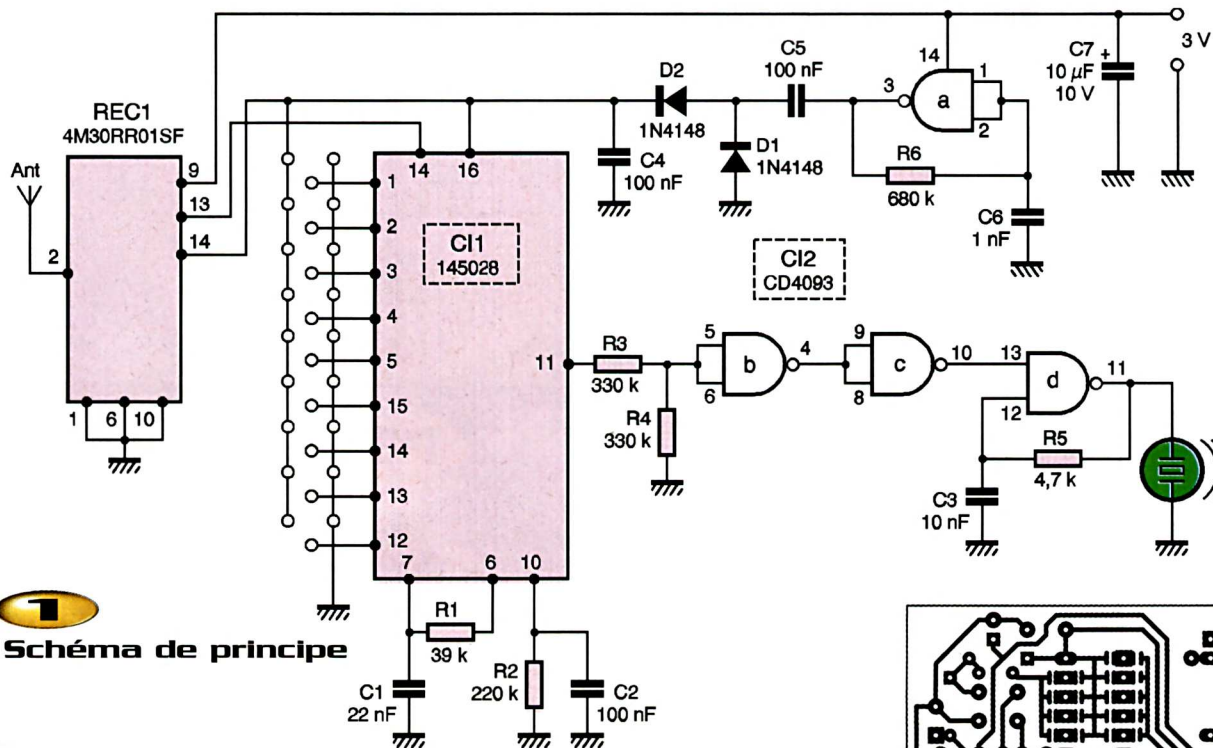 REC1
4M30RR01SF
Ant
2
9
13
14
1
6
10
D2
1N4148
C5
100 nF
D1
1N4148
C4
100 nF
3
14
a
1
2
R6
680 k
C6
1 nF
C7
10 µF
10 V
+
3 V
14
16
1
2
3
4
5
15
14
13
12
CI1
145028
11
7
6
10
CI2
CD4093
R3
330 k
R4
330 k
5
6
b
4
9
8
c
10
13
12
d
11
R5
4,7 k
C3
10 nF
R1
39 k
C1
22 nF
R2
220 k
C2
100 nF
1
Schéma de principe